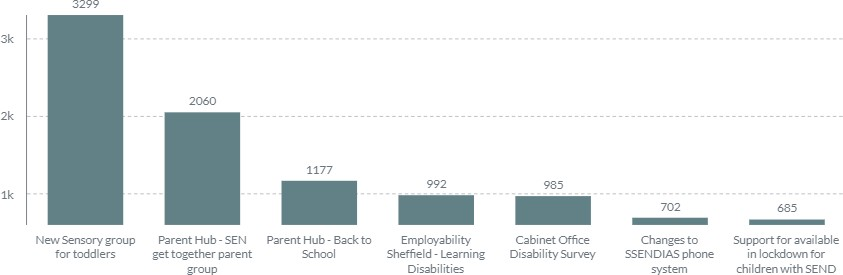 3299
3k
2060
2k
1177
992
985
1k
702
685
New Sensory group
for toddlers
Parent Hub - SEN
get together parent
group
Parent Hub - Back to
School
Employability
Sheffield - Learning
Disabilities
Cabinet Office
Disability Survey
Changes to
SSENDIAS phone
system
Support for available
in lockdown for
children with SEND